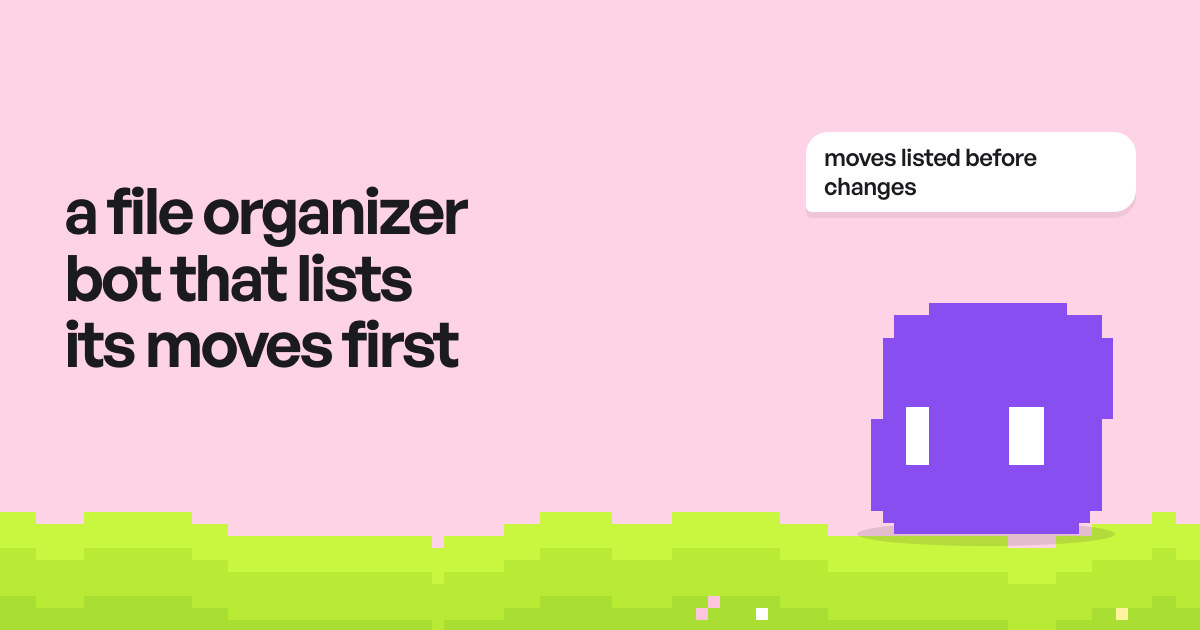 a file organizer
bot that lists
its moves first
moves listed before
changes